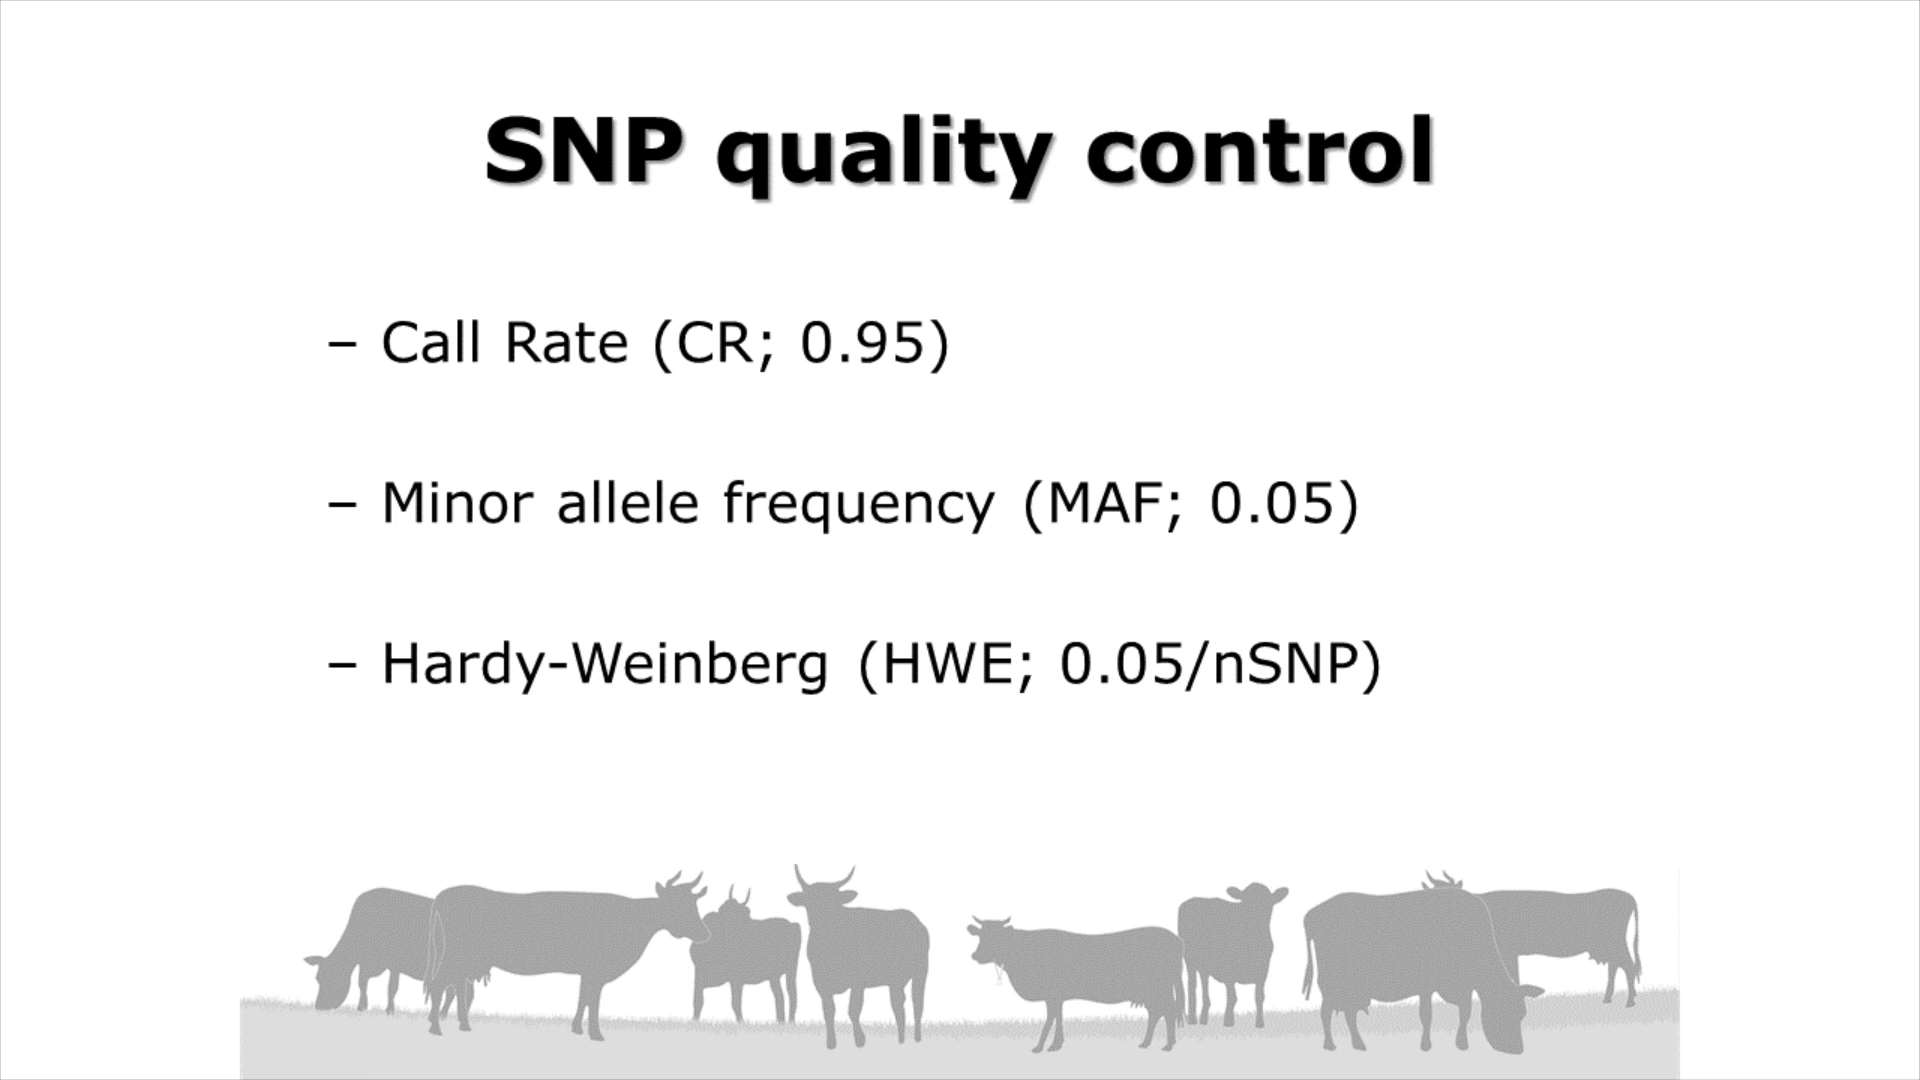 SNP quality control
– Call Rate (CR; 0.95)
– Minor allele frequency (MAF; 0.05)
– Hardy-Weinberg (HWE; 0.05/nSNP)